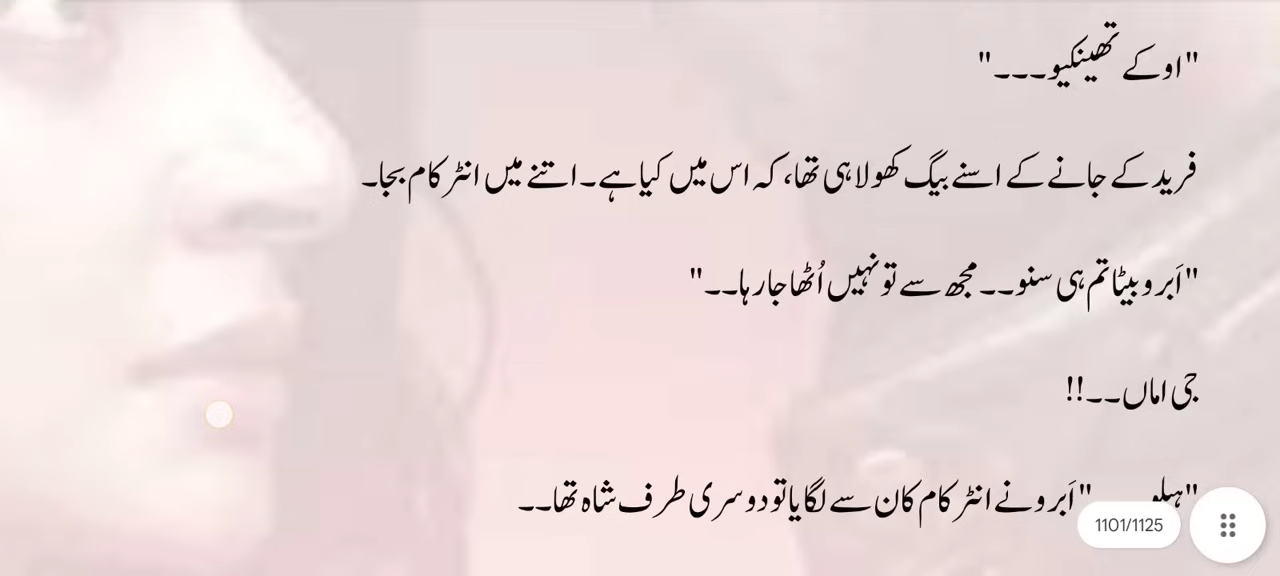 "اوکے تھینکیو۔۔۔"
فرید کے جانے کے اسنے بیگ کھولا ہی تھا، کہ اس میں کیا ہے۔ اتنے میں انٹر کام بجا۔
"اَبرو بیٹا تم ہی سنو۔۔ مجھ سے تو نہیں اُٹھا جا رہا۔۔"
جی اماں۔۔!!
"ہیلو "اَبرو نے انٹر کام کان سے لگایا تو دوسری طرف شاہ تھا۔۔
1101/1125